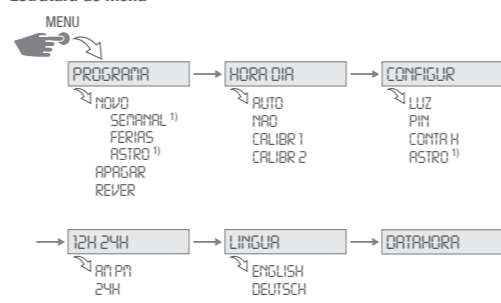 Estrutura do menu
MENU
PROGRAMA
NOVO
SEMANAL 1)
FERIAS
ASTRO 1)
APAGAR
REVER
HORA DIA
AUTO
NAO
CALIBR 1
CALIBR 2
CONFIGUR
LUZ
PIN
CONTA H
ASTRO 1)
12H 24H
AM PM
24H
LINGUA
ENGLISH
DEUTSCH
DATAHORA